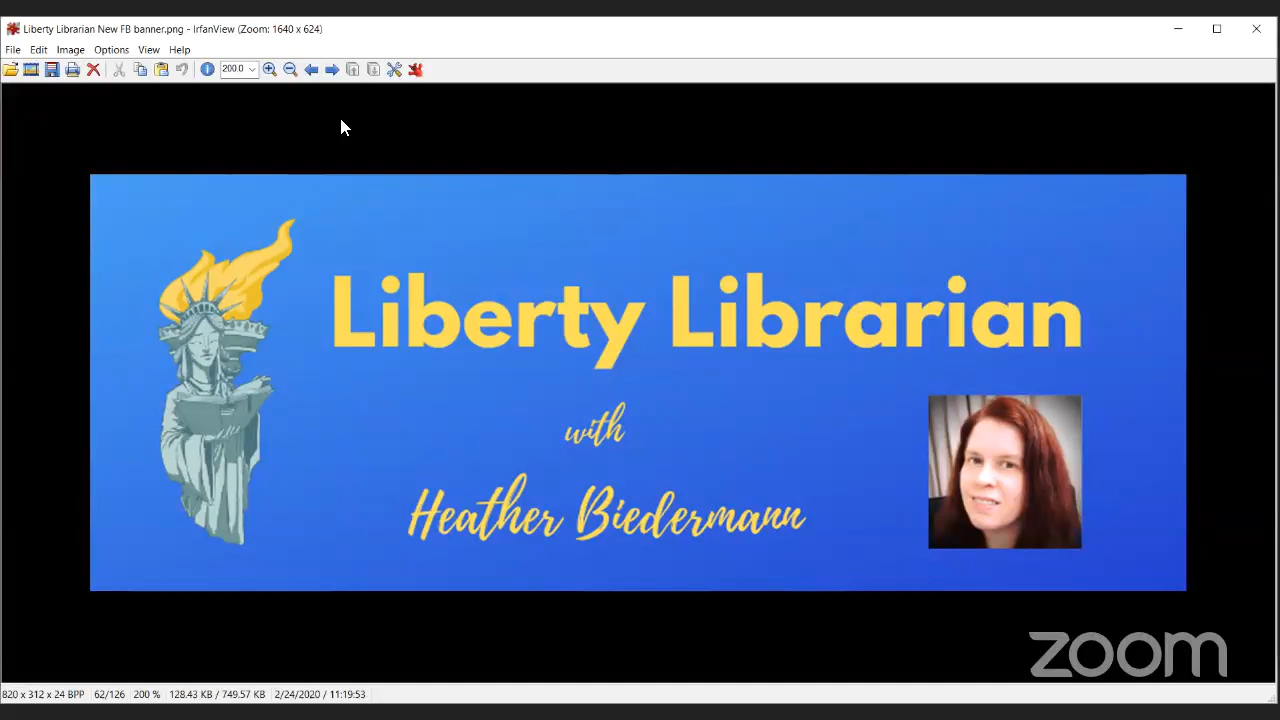 Liberty Librarian New FB banner.png - IrfanView (Zoom: 1640 x 624)
File Edit Image Options View Help
200.0
Liberty Librarian
with
Heather Biedermann
zoom
820 x 312 x 24 BPP 62/126 200 % 128.43 KB / 749.57 KB 2/24/2020 / 11:19:53